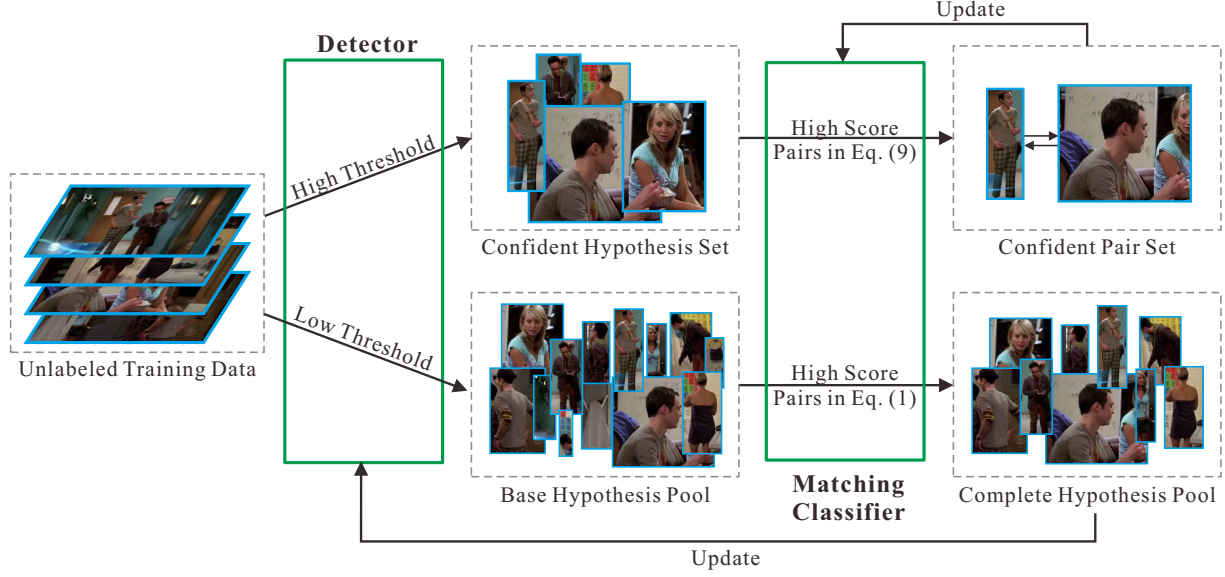 Update
Detector
High Threshold
High Score
Pairs in Eq. (9)
Confident Hypothesis Set
Confident Pair Set
Unlabeled Training Data
Low Threshold
High Score
Pairs in Eq. (1)
Base Hypothesis Pool
Matching
Classifier
Complete Hypothesis Pool
Update